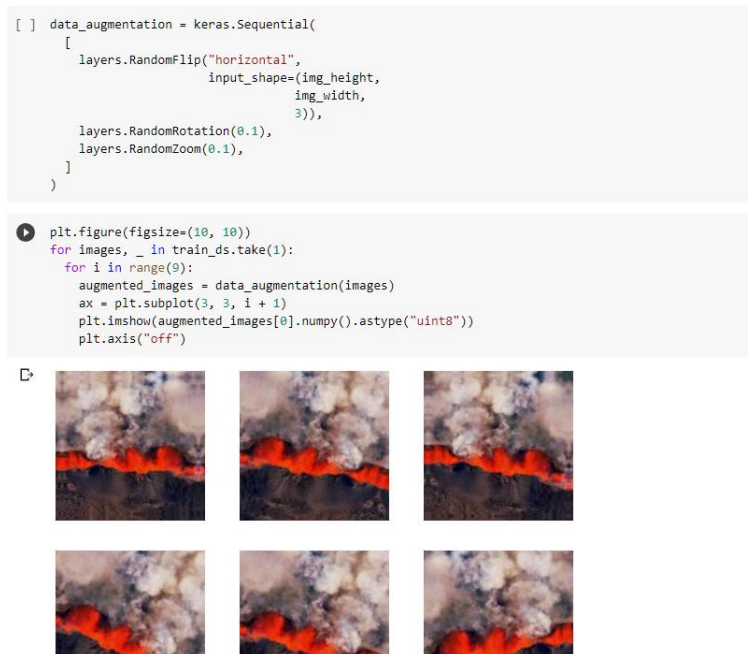 [ ] data_augmentation = keras.Sequential(
[
layers.RandomFlip("horizontal",
input_shape=(img_height,
img_width,
3)),
layers.RandomRotation(0.1),
layers.RandomZoom(0.1),
]
)
plt.figure(figsize=(10, 10))
for images, _ in train_ds.take(1):
for i in range(9):
augmented_images = data_augmentation(images)
ax = plt.subplot(3, 3, i + 1)
plt.imshow(augmented_images[0].numpy().astype("uint8"))
plt.axis("off")